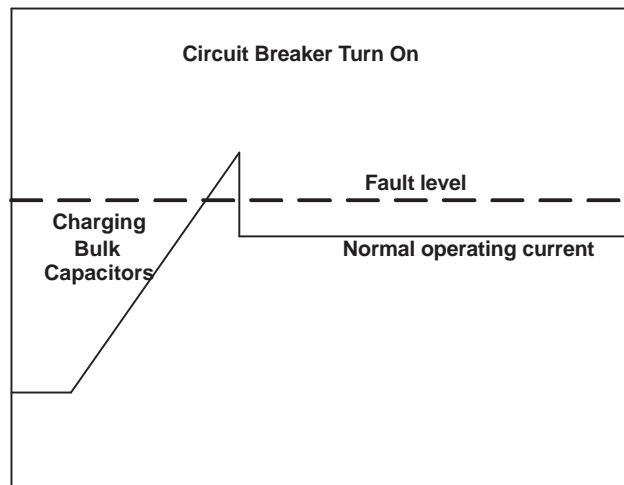 Circuit Breaker Turn On
Fault level
Charging
Bulk
Capacitors
Normal operating current